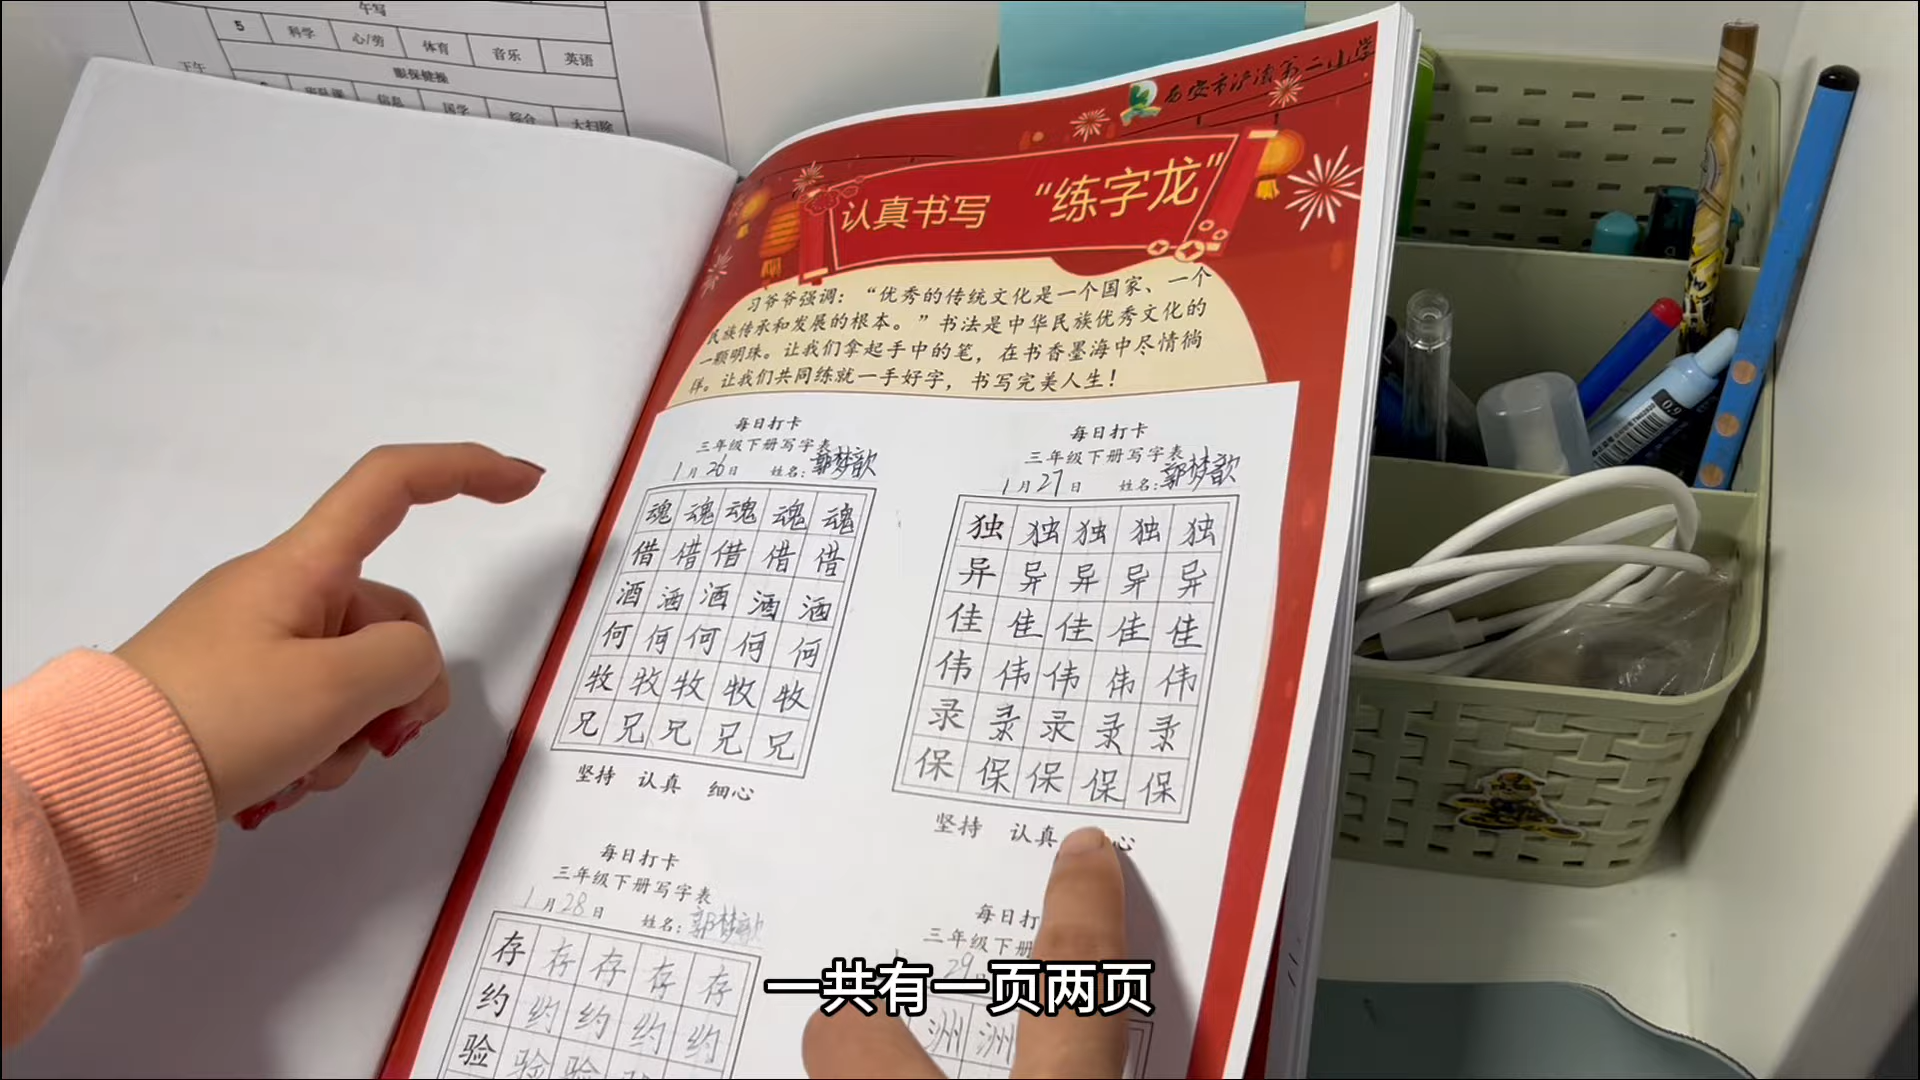 午写
5 科学 心/劳 体育 音乐 英语
下午
眼保健操
信息 国学 综合 大扫除
西安市浐灞第二小学
认真书写 “练字龙”
习爷爷强调：“优秀的传统文化是一个国家、一个
民族传承和发展的根本。”书法是中华民族优秀文化的
一颗明珠。让我们拿起手中的笔，在书香墨海中尽情徜
徉。让我们共同练就一手好字，书写完美人生！
每日打卡
三年级下册写字表
1月26日 姓名：郭梦歆
魂魂魂魂魂
借借借借借
酒酒酒酒酒
何何何何何
牧牧牧牧牧
兄兄兄兄兄
坚持 认真 细心
每日打卡
三年级下册写字表
1月27日 姓名：郭梦歆
独独独独独
异异异异异
佳佳佳佳佳
伟伟伟伟伟
录录录录录
保保保保保
坚持 认真 心
每日打卡
三年级下册写字表
1月28日 姓名：郭梦歆
存存存存存
约约约约约
验验验
每日打
三年级下册
29
洲洲
0.9
一共有一页两页